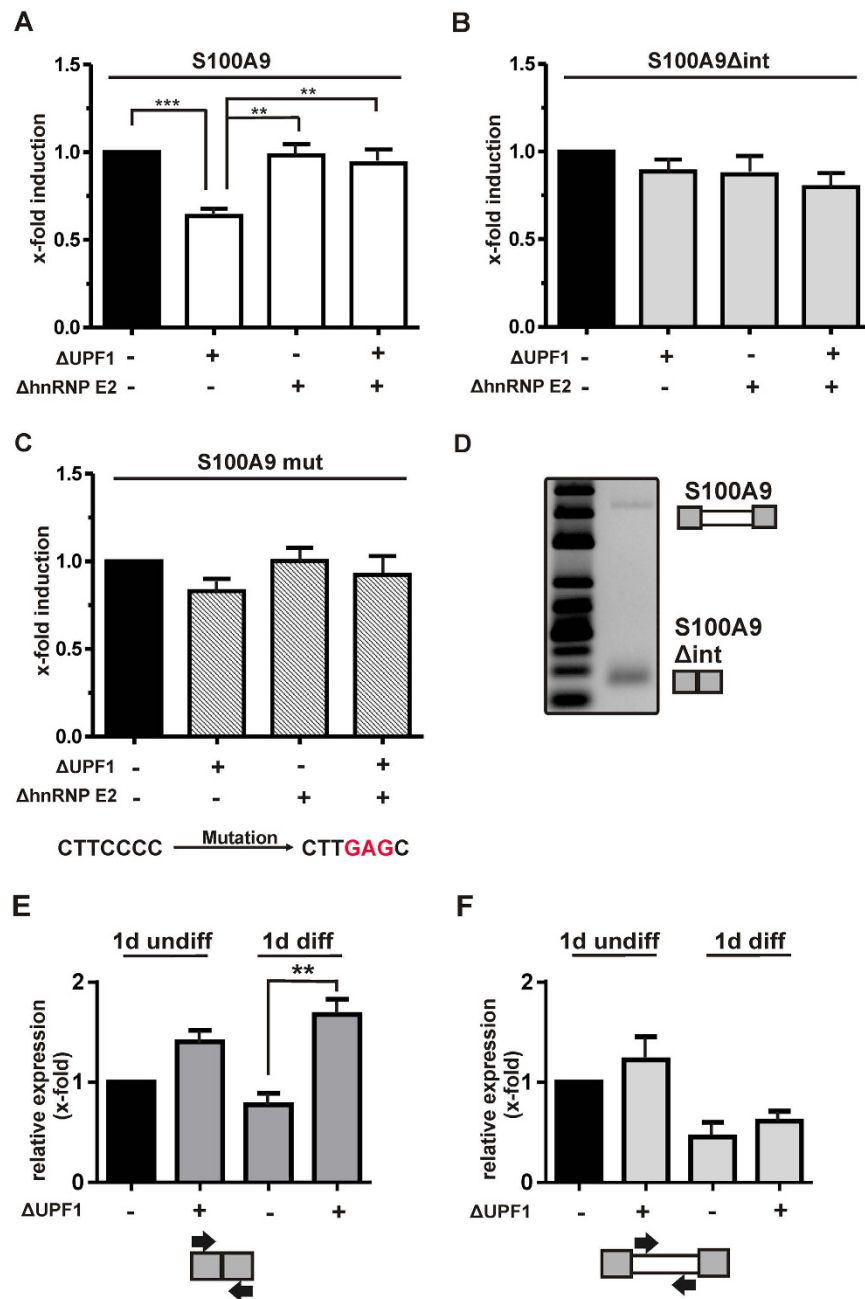 A
S100A9
1.5
***
**
**
1.0
0.5
0.0
x-fold induction
ΔUPF1 - + - +
ΔhnRNP E2 - - + +
B
S100A9Δint
1.5
1.0
0.5
0.0
x-fold induction
ΔUPF1 - + - +
ΔhnRNP E2 - - + +
C
S100A9 mut
1.5
1.0
0.5
0.0
x-fold induction
ΔUPF1 - + - +
ΔhnRNP E2 - - + +
CTTCCCC Mutation CTTGAGC
D
S100A9
S100A9
Δint
E
1d undiff 1d diff
**
2
1
0
relative expression
(x-fold)
ΔUPF1 - + - +
F
1d undiff 1d diff
2
1
0
relative expression
(x-fold)
ΔUPF1 - + - +